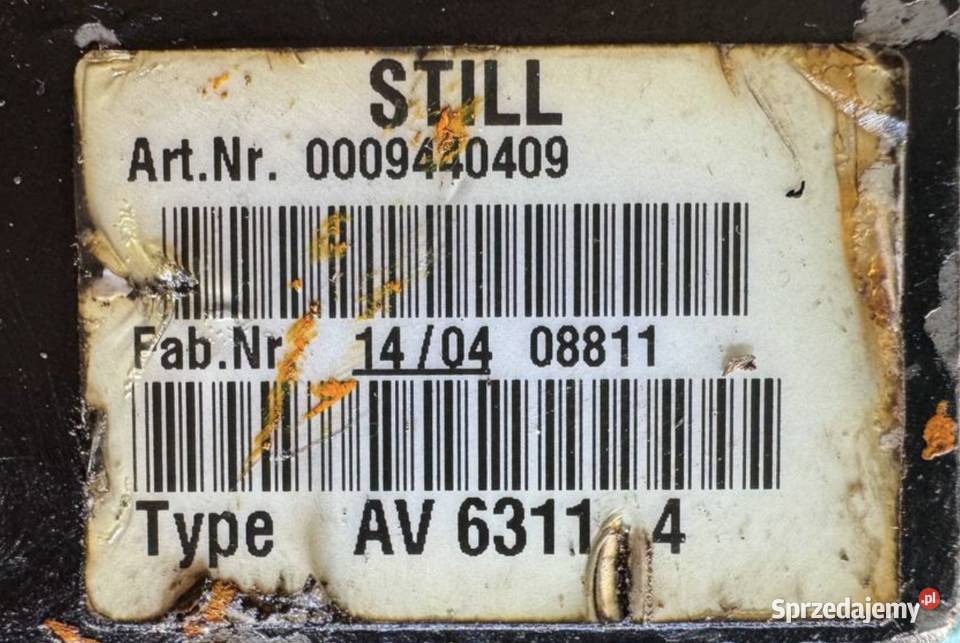 STILL
Art.Nr. 0009440409
Fab.Nr. 14/04 08811
Type AV 6311 4
Sprzedajemy.pl